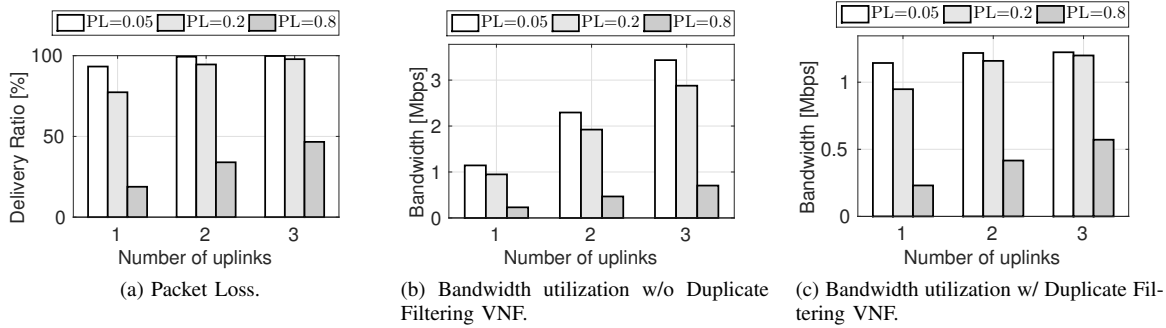 PL=0.05 PL=0.2 PL=0.8
Delivery Ratio [%]
100
50
0
1 2 3
Number of uplinks
(a) Packet Loss.
PL=0.05 PL=0.2 PL=0.8
Bandwidth [Mbps]
3
2
1
0
1 2 3
Number of uplinks
(b) Bandwidth utilization w/o Duplicate
Filtering VNF.
PL=0.05 PL=0.2 PL=0.8
Bandwidth [Mbps]
1
0.5
0
1 2 3
Number of uplinks
(c) Bandwidth utilization w/ Duplicate Fil-
tering VNF.